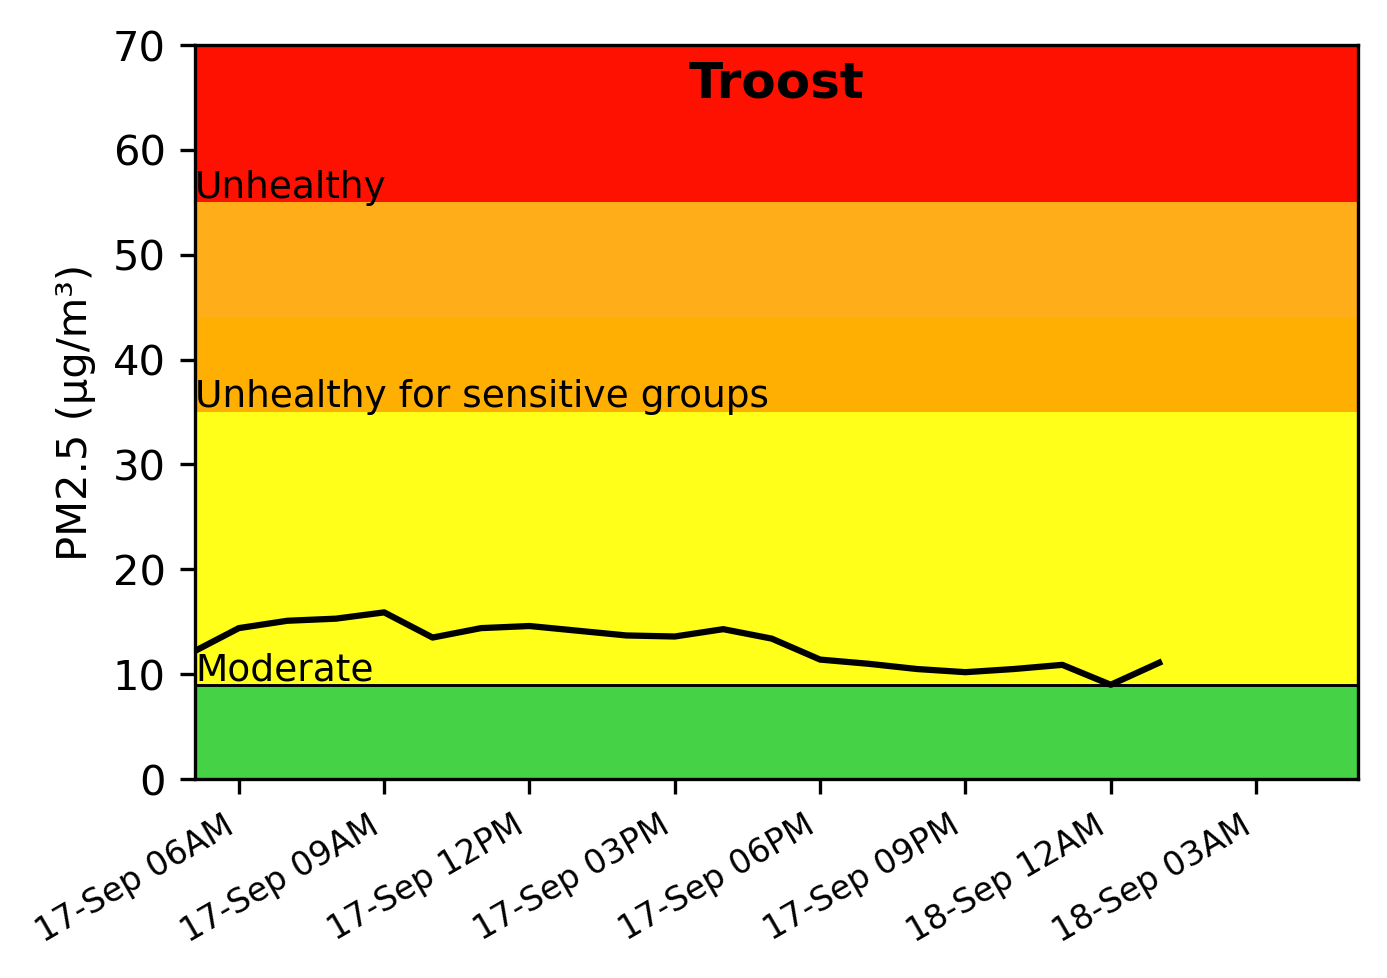 Troost
70
60
50
40
30
20
10
0
PM2.5 (µg/m³)
Unhealthy
Unhealthy for sensitive groups
Moderate
17-Sep 06AM
17-Sep 09AM
17-Sep 12PM
17-Sep 03PM
17-Sep 06PM
17-Sep 09PM
18-Sep 12AM
18-Sep 03AM